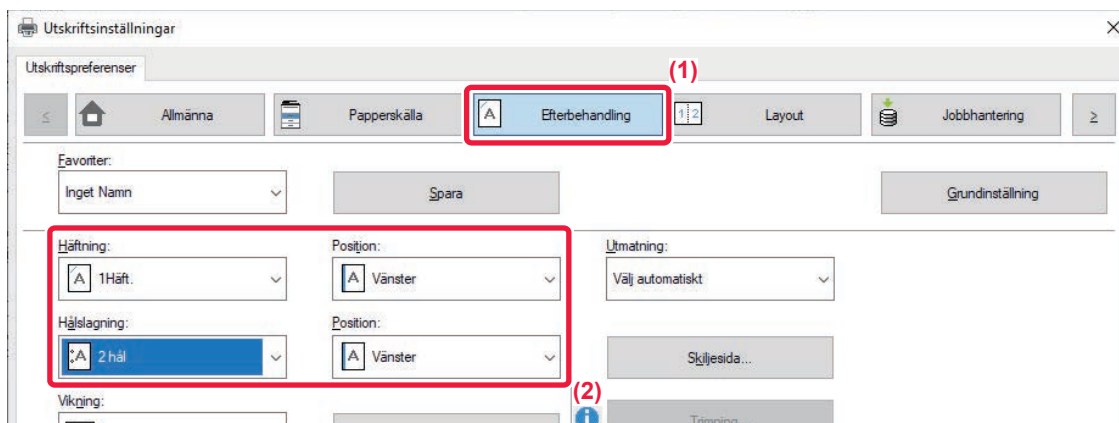 Utskriftsinställningar
Utskriftspreferenser
(1)
< Allmänna Papperskälla Efterbehandling Layout Jobbhantering >
Favoriter:
Inget Namn Spara Grundinställning
Häftning: Position: Utmatning:
1Häft. Vänster Välj automatiskt
Hålslagning: Position:
2 hål Vänster Skiljesida...
(2)
Vikning:
Trimning...